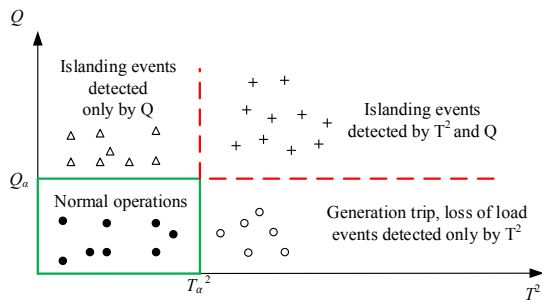 Q
Islanding events
detected
only by Q
Islanding events
detected by T² and Q
Qα
Normal operations
Generation trip, loss of load
events detected only by T²
Tα²
T²